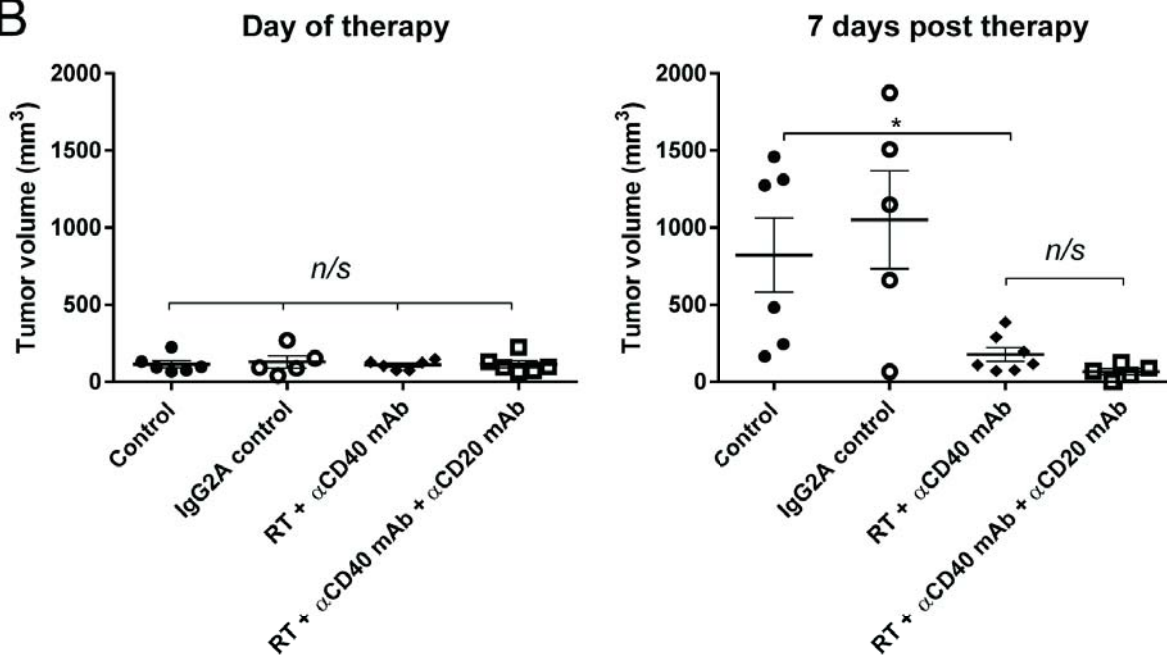 B
Day of therapy
Tumor volume (mm³)
2000
1500
1000
500
0
n/s
Control
IgG2A control
RT + αCD40 mAb
RT + αCD40 mAb + αCD20 mAb
7 days post therapy
Tumor volume (mm³)
2000
1500
1000
500
0
*
n/s
Control
IgG2A control
RT + αCD40 mAb
RT + αCD40 mAb + αCD20 mAb